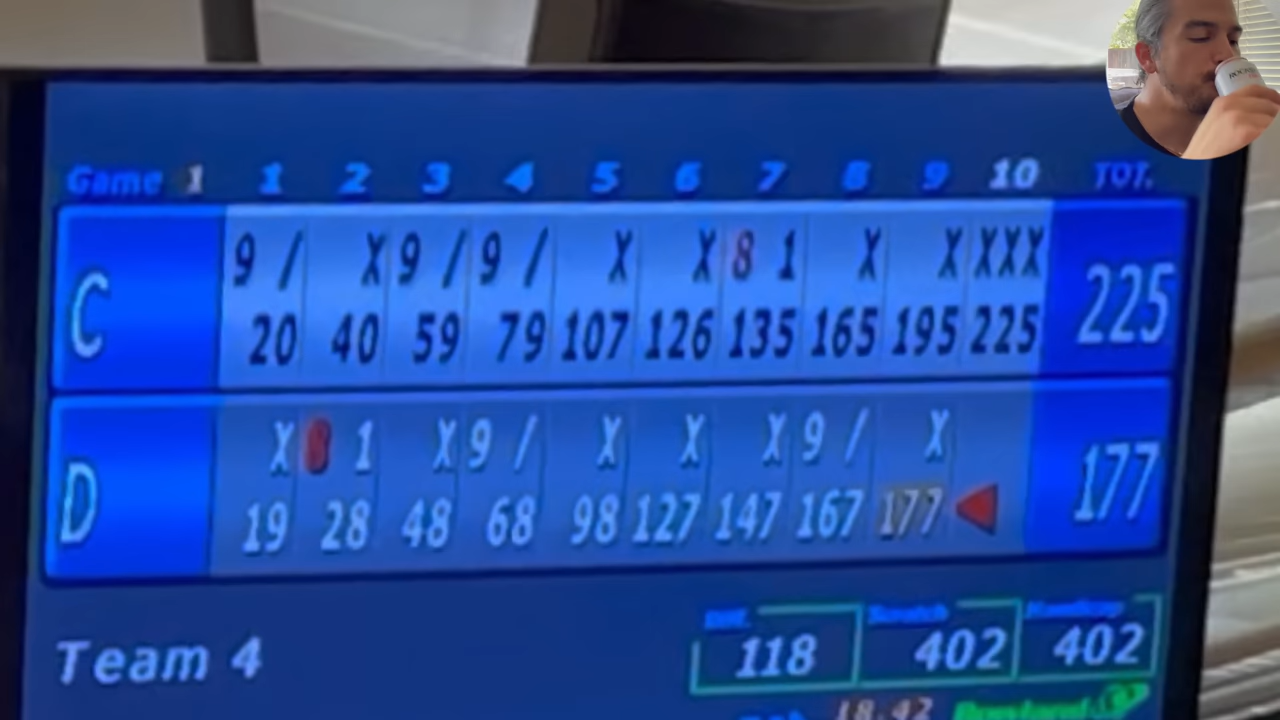 Game 1 1 2 3 4 5 6 7 8 9 10 TOT.
9 / X 9 / 9 / X X 8 1 X X XXX
C 20 40 59 79 107 126 135 165 195 225 225
X 8 1 X 9 / X X X 9 / X
D 19 28 48 68 98 127 147 167 177 177
Scratch
Team 4 118 402 402
18:42